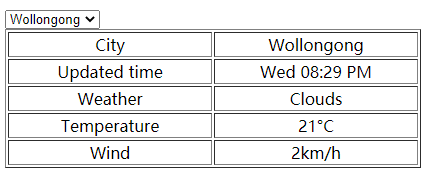 Wollongong
City Wollongong
Updated time Wed 08:29 PM
Weather Clouds
Temperature 21°C
Wind 2km/h